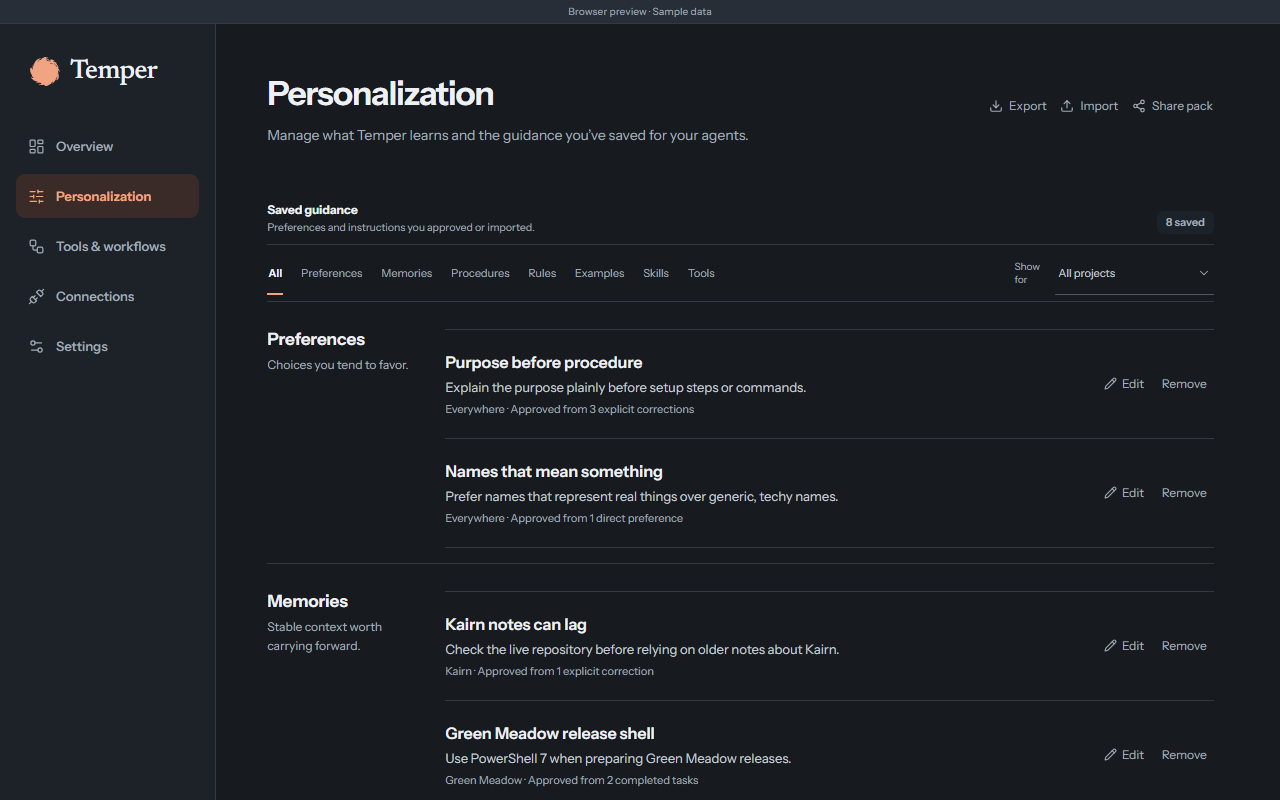 Browser preview · Sample data
Temper
Overview
Personalization
Tools & workflows
Connections
Settings
Personalization
Manage what Temper learns and the guidance you’ve saved for your agents.
Export
Import
Share pack
Saved guidance
Preferences and instructions you approved or imported.
8 saved
All
Preferences
Memories
Procedures
Rules
Examples
Skills
Tools
Show
for
All projects
Preferences
Choices you tend to favor.
Purpose before procedure
Explain the purpose plainly before setup steps or commands.
Everywhere · Approved from 3 explicit corrections
Edit
Remove
Names that mean something
Prefer names that represent real things over generic, techy names.
Everywhere · Approved from 1 direct preference
Edit
Remove
Memories
Stable context worth
carrying forward.
Kairn notes can lag
Check the live repository before relying on older notes about Kairn.
Kairn · Approved from 1 explicit correction
Edit
Remove
Green Meadow release shell
Use PowerShell 7 when preparing Green Meadow releases.
Green Meadow · Approved from 2 completed tasks
Edit
Remove